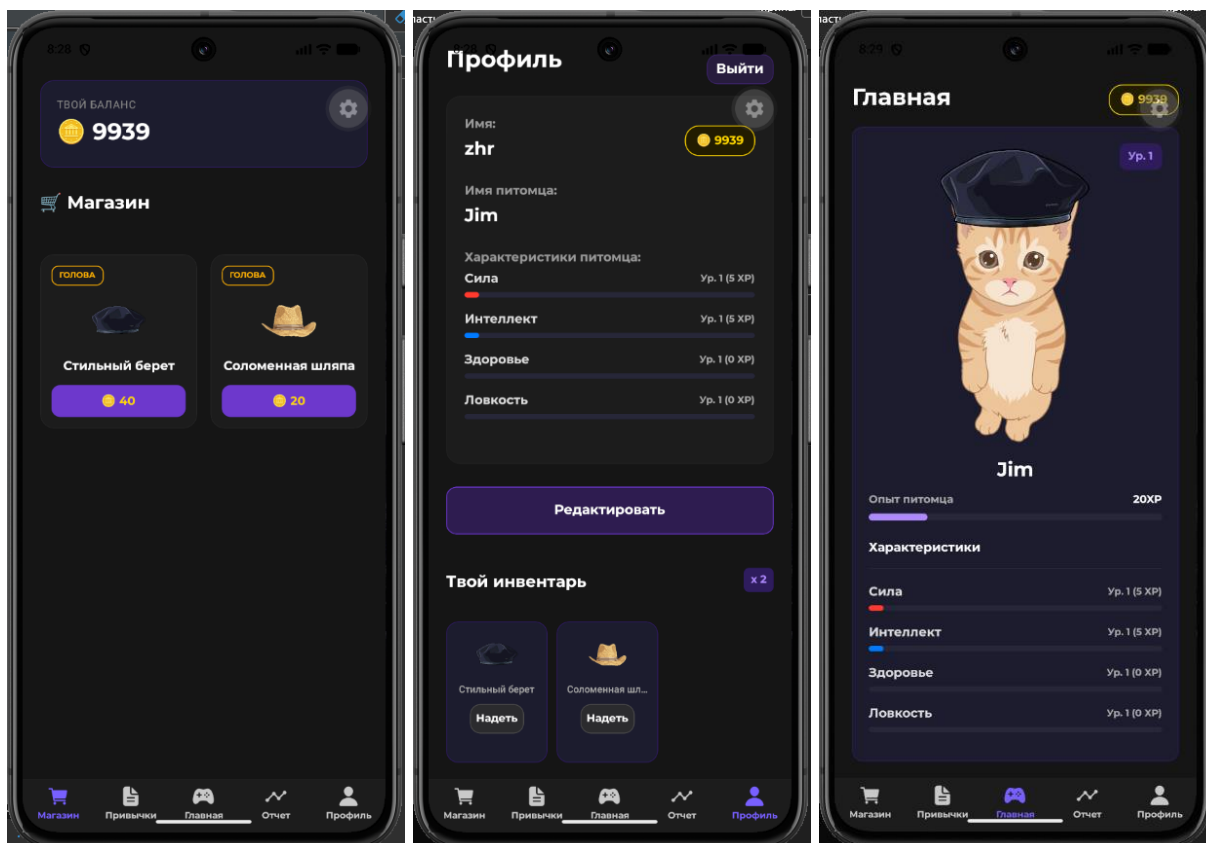 8:28
ТВОЙ БАЛАНС
9939
Магазин
ГОЛОВА
Стильный берет
40
ГОЛОВА
Соломенная шляпа
20
Магазин
Привычки
Главная
Отчет
Профиль
Профиль
Выйти
Имя:
zhr
9939
Имя питомца:
Jim
Характеристики питомца:
Сила Ур. 1 (5 XP)
Интеллект Ур. 1 (5 XP)
Здоровье Ур. 1 (0 XP)
Ловкость Ур. 1 (0 XP)
Редактировать
Твой инвентарь
x 2
Стильный берет
Надеть
Соломенная шл...
Надеть
Магазин
Привычки
Главная
Отчет
Профиль
8:29
Главная
9939
Ур. 1
Jim
Опыт питомца 20XP
Характеристики
Сила Ур. 1 (5 XP)
Интеллект Ур. 1 (5 XP)
Здоровье Ур. 1 (0 XP)
Ловкость Ур. 1 (0 XP)
Магазин
Привычки
Главная
Отчет
Профиль